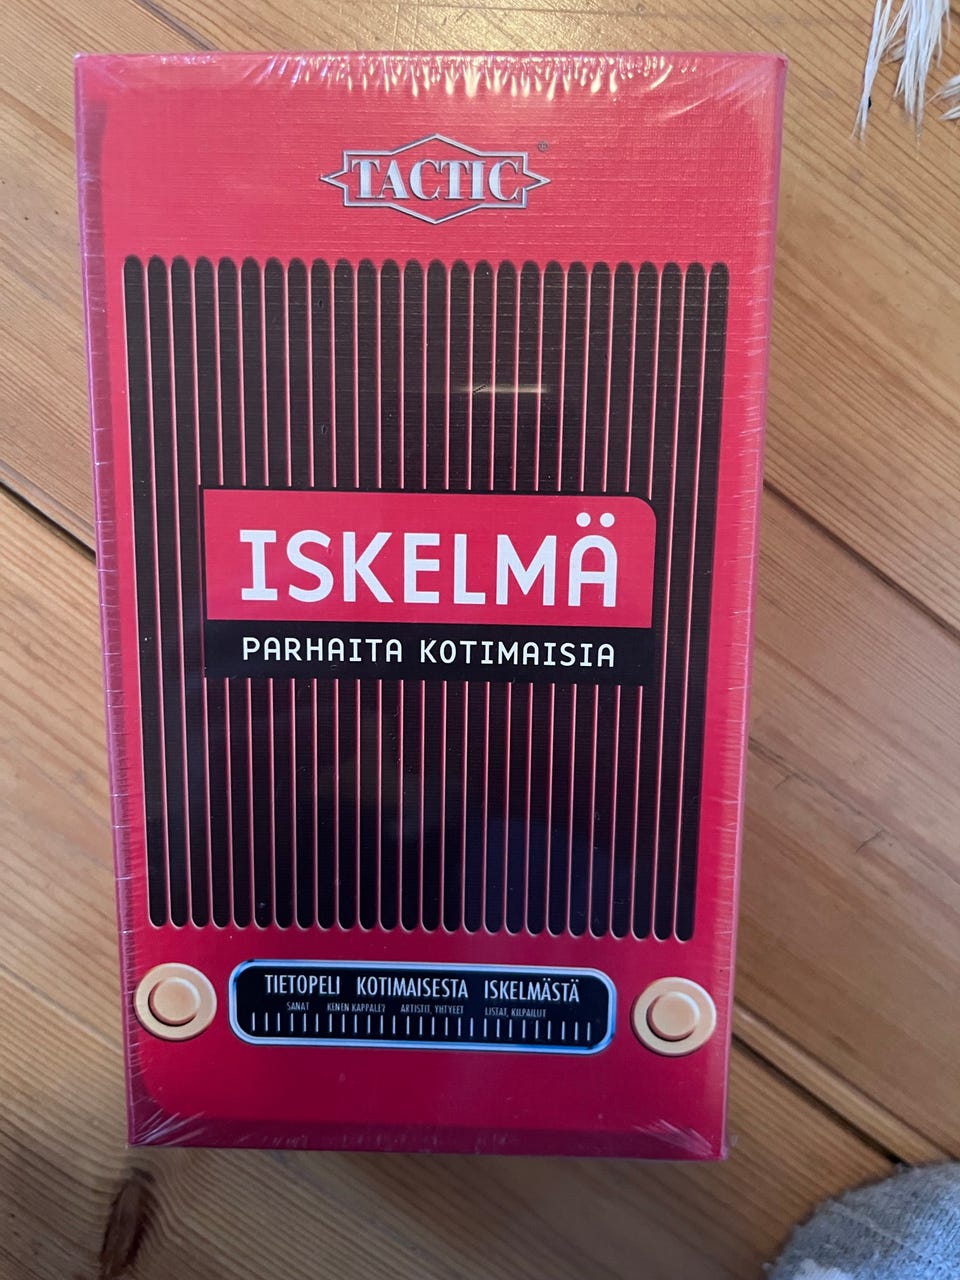 TACTIC®
ISKELMÄ
PARHAITA KOTIMAISIA
TIETOPELI KOTIMAISESTA ISKELMÄSTÄ
SANAT KENEN KAPPALE? ARTISTIT, YHTYEET LISTAT, KILPAILUT